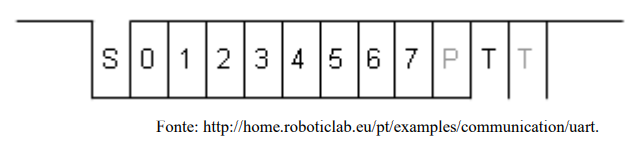 S 0 1 2 3 4 5 6 7 P T T
Fonte: http://home.roboticlab.eu/pt/examples/communication/uart.